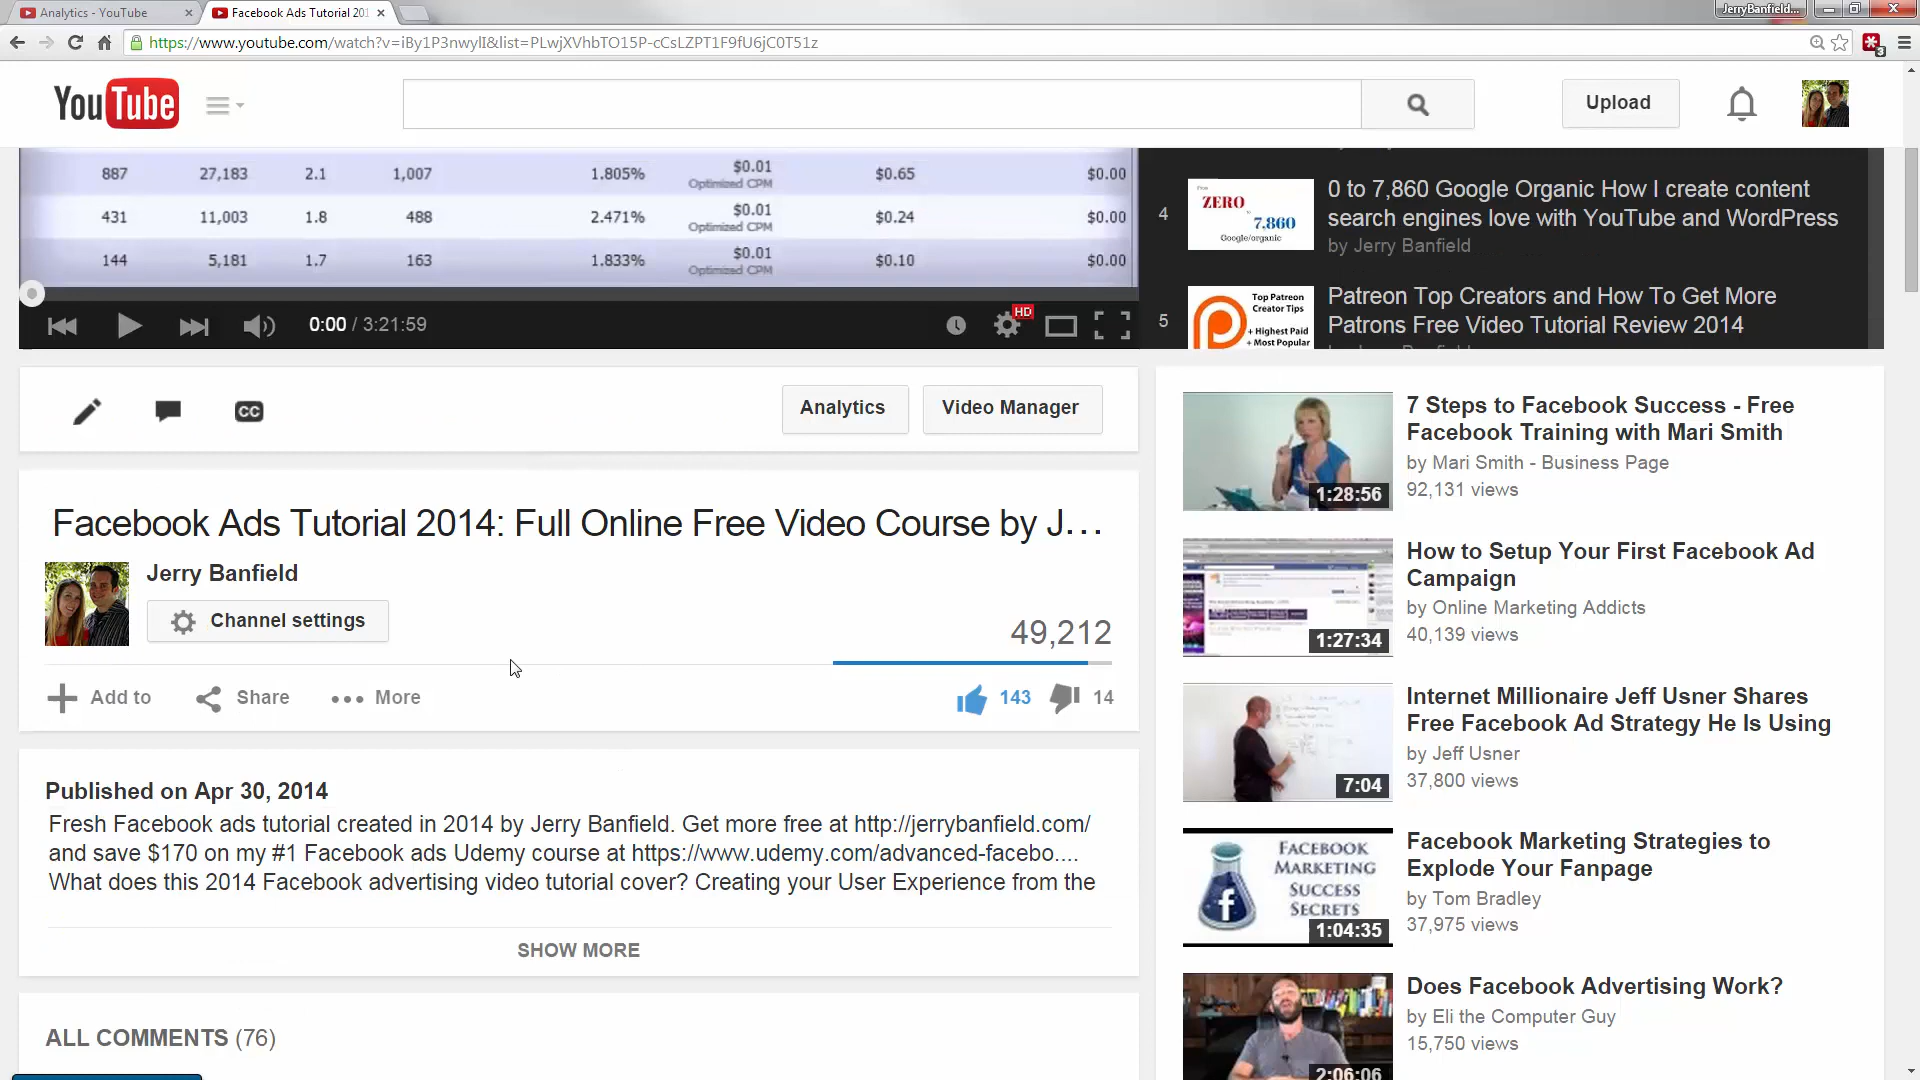 Analytics - YouTube
Facebook Ads Tutorial 201
JerryBanfield...
https://www.youtube.com/watch?v=iBy1P3nwylI&list=PLwjXVhbTO15P-cCsLZPT1F9fU6jC0T51z
3
YouTube
Upload
887 27,183 2.1 1,007 1.805% $0.01 $0.65 $0.00
Optimized CPM
431 11,003 1.8 488 2.471% $0.01 $0.24 $0.00
Optimized CPM
144 5,181 1.7 163 1.833% $0.01 $0.10 $0.00
Optimized CPM
0:00 / 3:21:59
HD
4
Free
ZERO
to
7,860
Google/organic
0 to 7,860 Google Organic How I create content
search engines love with YouTube and WordPress
by Jerry Banfield
5
Top Patreon
Creator Tips
+ Highest Paid
+ Most Popular
Patreon Top Creators and How To Get More
Patrons Free Video Tutorial Review 2014
CC
Analytics
Video Manager
Facebook Ads Tutorial 2014: Full Online Free Video Course by J...
Jerry Banfield
Channel settings
49,212
Add to
Share
More
143
14
Published on Apr 30, 2014
Fresh Facebook ads tutorial created in 2014 by Jerry Banfield. Get more free at http://jerrybanfield.com/
and save $170 on my #1 Facebook ads Udemy course at https://www.udemy.com/advanced-facebo....
What does this 2014 Facebook advertising video tutorial cover? Creating your User Experience from the
SHOW MORE
ALL COMMENTS (76)
1:28:56
7 Steps to Facebook Success - Free
Facebook Training with Mari Smith
by Mari Smith - Business Page
92,131 views
1:27:34
How to Setup Your First Facebook Ad
Campaign
by Online Marketing Addicts
40,139 views
7:04
Internet Millionaire Jeff Usner Shares
Free Facebook Ad Strategy He Is Using
by Jeff Usner
37,800 views
FACEBOOK
MARKETING
SUCCESS
SECRETS
f
1:04:35
Facebook Marketing Strategies to
Explode Your Fanpage
by Tom Bradley
37,975 views
2:06:06
Does Facebook Advertising Work?
by Eli the Computer Guy
15,750 views